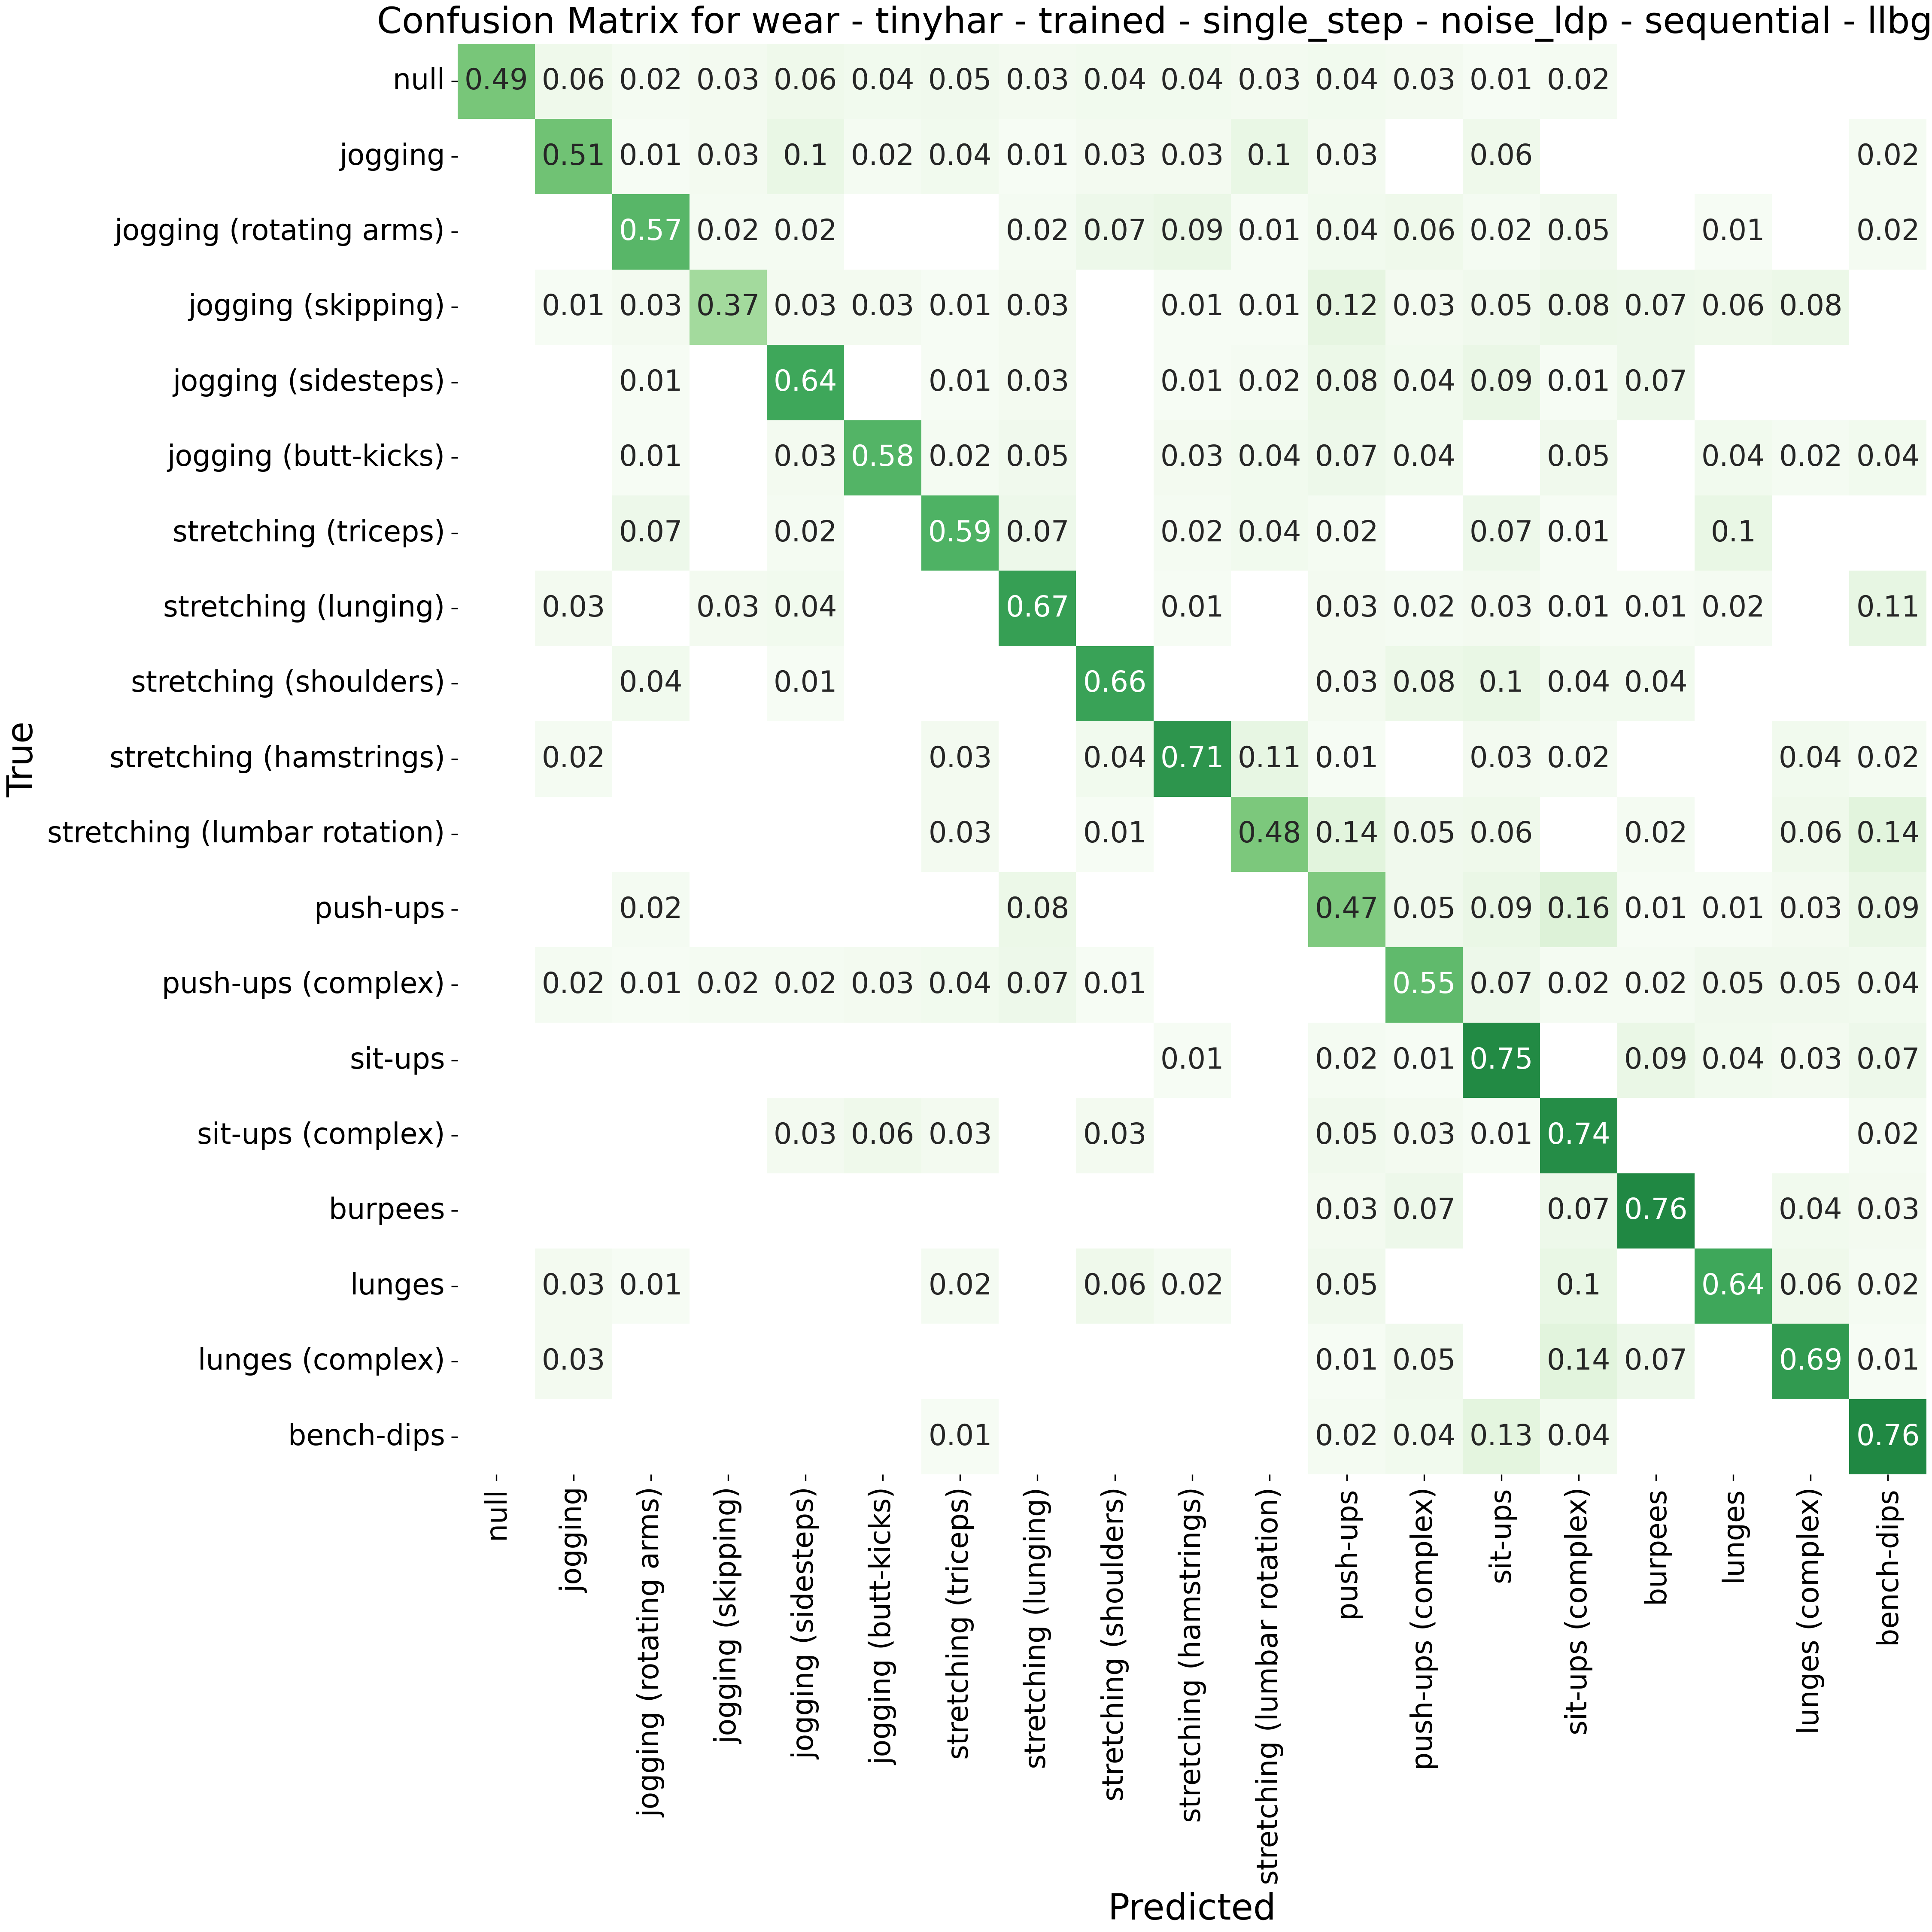 Confusion Matrix for wear - tinyhar - trained - single_step - noise_ldp - sequential - llbg
null 0.49 0.06 0.02 0.03 0.06 0.04 0.05 0.03 0.04 0.04 0.03 0.04 0.03 0.01 0.02
jogging 0.51 0.01 0.03 0.1 0.02 0.04 0.01 0.03 0.03 0.1 0.03 0.06 0.02
jogging (rotating arms) 0.57 0.02 0.02 0.02 0.07 0.09 0.01 0.04 0.06 0.02 0.05 0.01 0.02
jogging (skipping) 0.01 0.03 0.37 0.03 0.03 0.01 0.03 0.01 0.01 0.12 0.03 0.05 0.08 0.07 0.06 0.08
jogging (sidesteps) 0.01 0.64 0.01 0.03 0.01 0.02 0.08 0.04 0.09 0.01 0.07
jogging (butt-kicks) 0.01 0.03 0.58 0.02 0.05 0.03 0.04 0.07 0.04 0.05 0.04 0.02 0.04
stretching (triceps) 0.07 0.02 0.59 0.07 0.02 0.04 0.02 0.07 0.01 0.1
stretching (lunging) 0.03 0.03 0.04 0.67 0.01 0.03 0.02 0.03 0.01 0.01 0.02 0.11
stretching (shoulders) 0.04 0.01 0.66 0.03 0.08 0.1 0.04 0.04
stretching (hamstrings) 0.02 0.03 0.04 0.71 0.11 0.01 0.03 0.02 0.04 0.02
stretching (lumbar rotation) 0.03 0.01 0.48 0.14 0.05 0.06 0.02 0.06 0.14
push-ups 0.02 0.08 0.47 0.05 0.09 0.16 0.01 0.01 0.03 0.09
push-ups (complex) 0.02 0.01 0.02 0.02 0.03 0.04 0.07 0.01 0.55 0.07 0.02 0.02 0.05 0.05 0.04
sit-ups 0.01 0.02 0.01 0.75 0.09 0.04 0.03 0.07
sit-ups (complex) 0.03 0.06 0.03 0.03 0.05 0.03 0.01 0.74 0.02
burpees 0.03 0.07 0.07 0.76 0.04 0.03
lunges 0.03 0.01 0.02 0.06 0.02 0.05 0.1 0.64 0.06 0.02
lunges (complex) 0.03 0.01 0.05 0.14 0.07 0.69 0.01
bench-dips 0.01 0.02 0.04 0.13 0.04 0.76
True
null
jogging
jogging (rotating arms)
jogging (skipping)
jogging (sidesteps)
jogging (butt-kicks)
stretching (triceps)
stretching (lunging)
stretching (shoulders)
stretching (hamstrings)
stretching (lumbar rotation)
push-ups
push-ups (complex)
sit-ups
sit-ups (complex)
burpees
lunges
lunges (complex)
bench-dips
Predicted